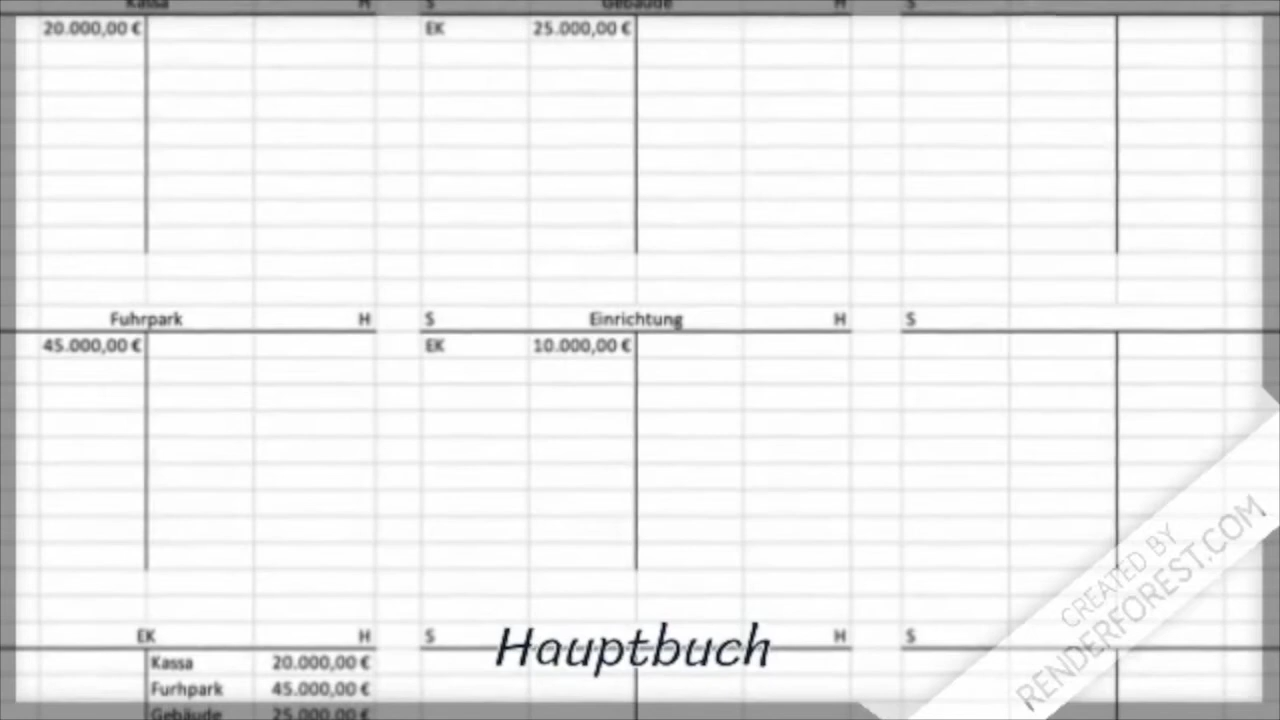 Kassa H S Gebäude H S
20.000,00 € EK 25.000,00 €
Fuhrpark H S Einrichtung H S
45.000,00 € EK 10.000,00 €
EK H S H S
Kassa 20.000,00 €
Furhpark 45.000,00 €
Gebäude 25.000,00 €
Hauptbuch
CREATED BY
RENDERFOREST.COM